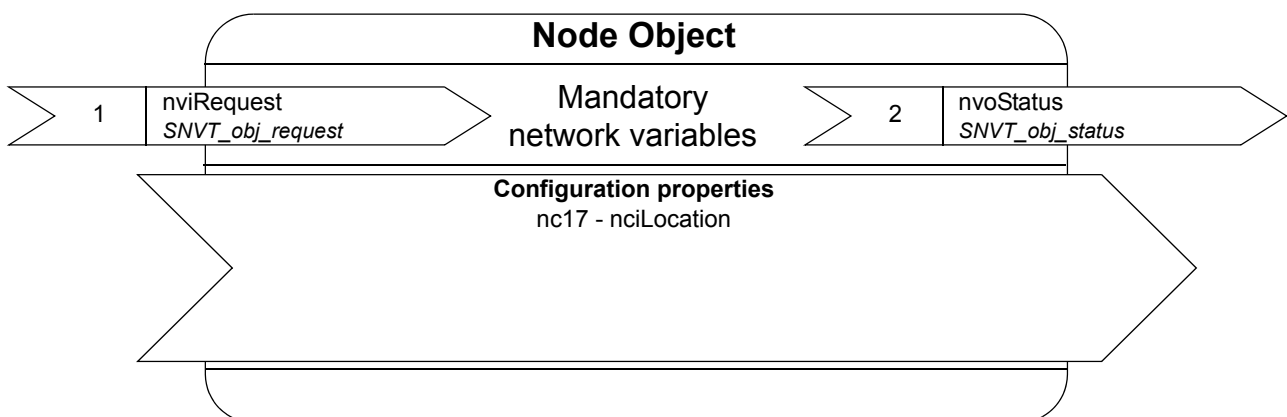 Node Object
1
nviRequest
SNVT_obj_request
Mandatory
network variables
2
nvoStatus
SNVT_obj_status
Configuration properties
nc17 - nciLocation